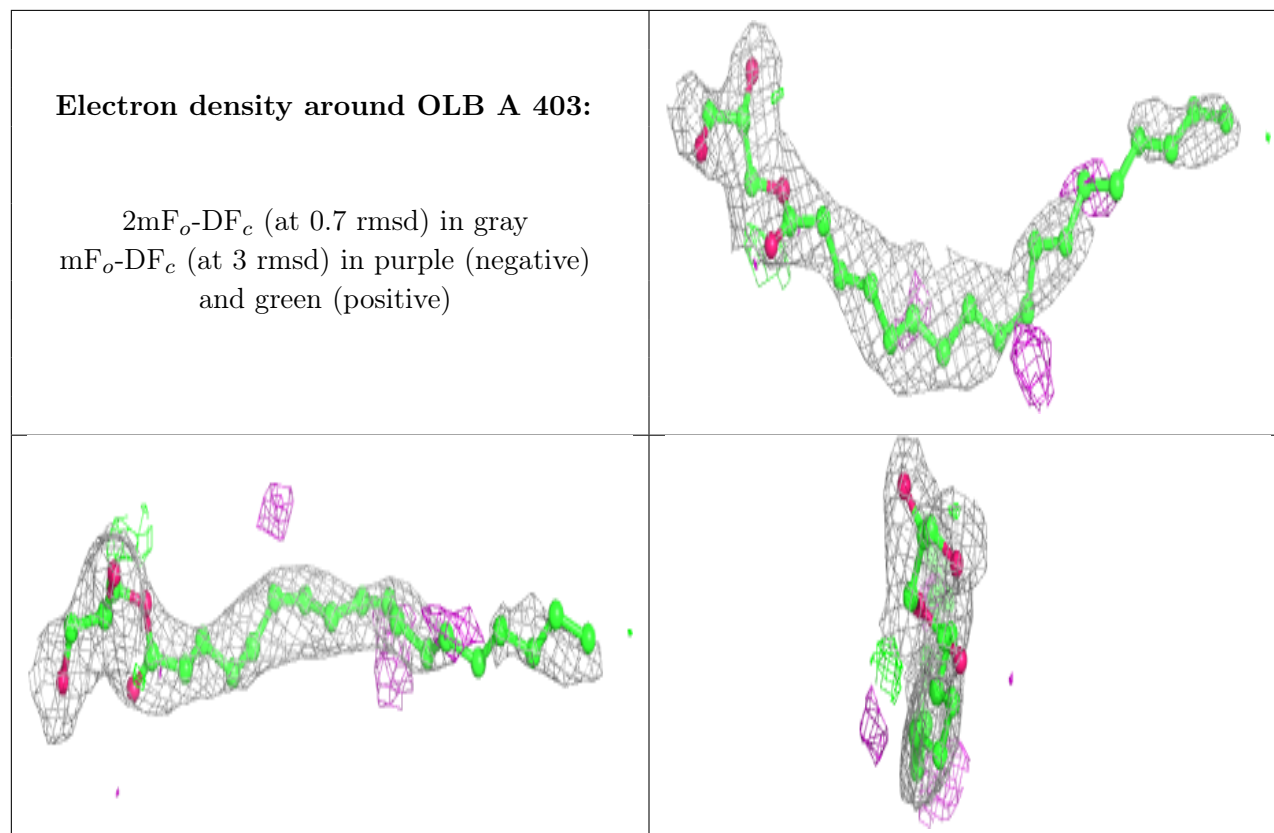 Electron density around OLB A 403:
2mFo-DFc (at 0.7 rmsd) in gray
mFo-DFc (at 3 rmsd) in purple (negative)
and green (positive)